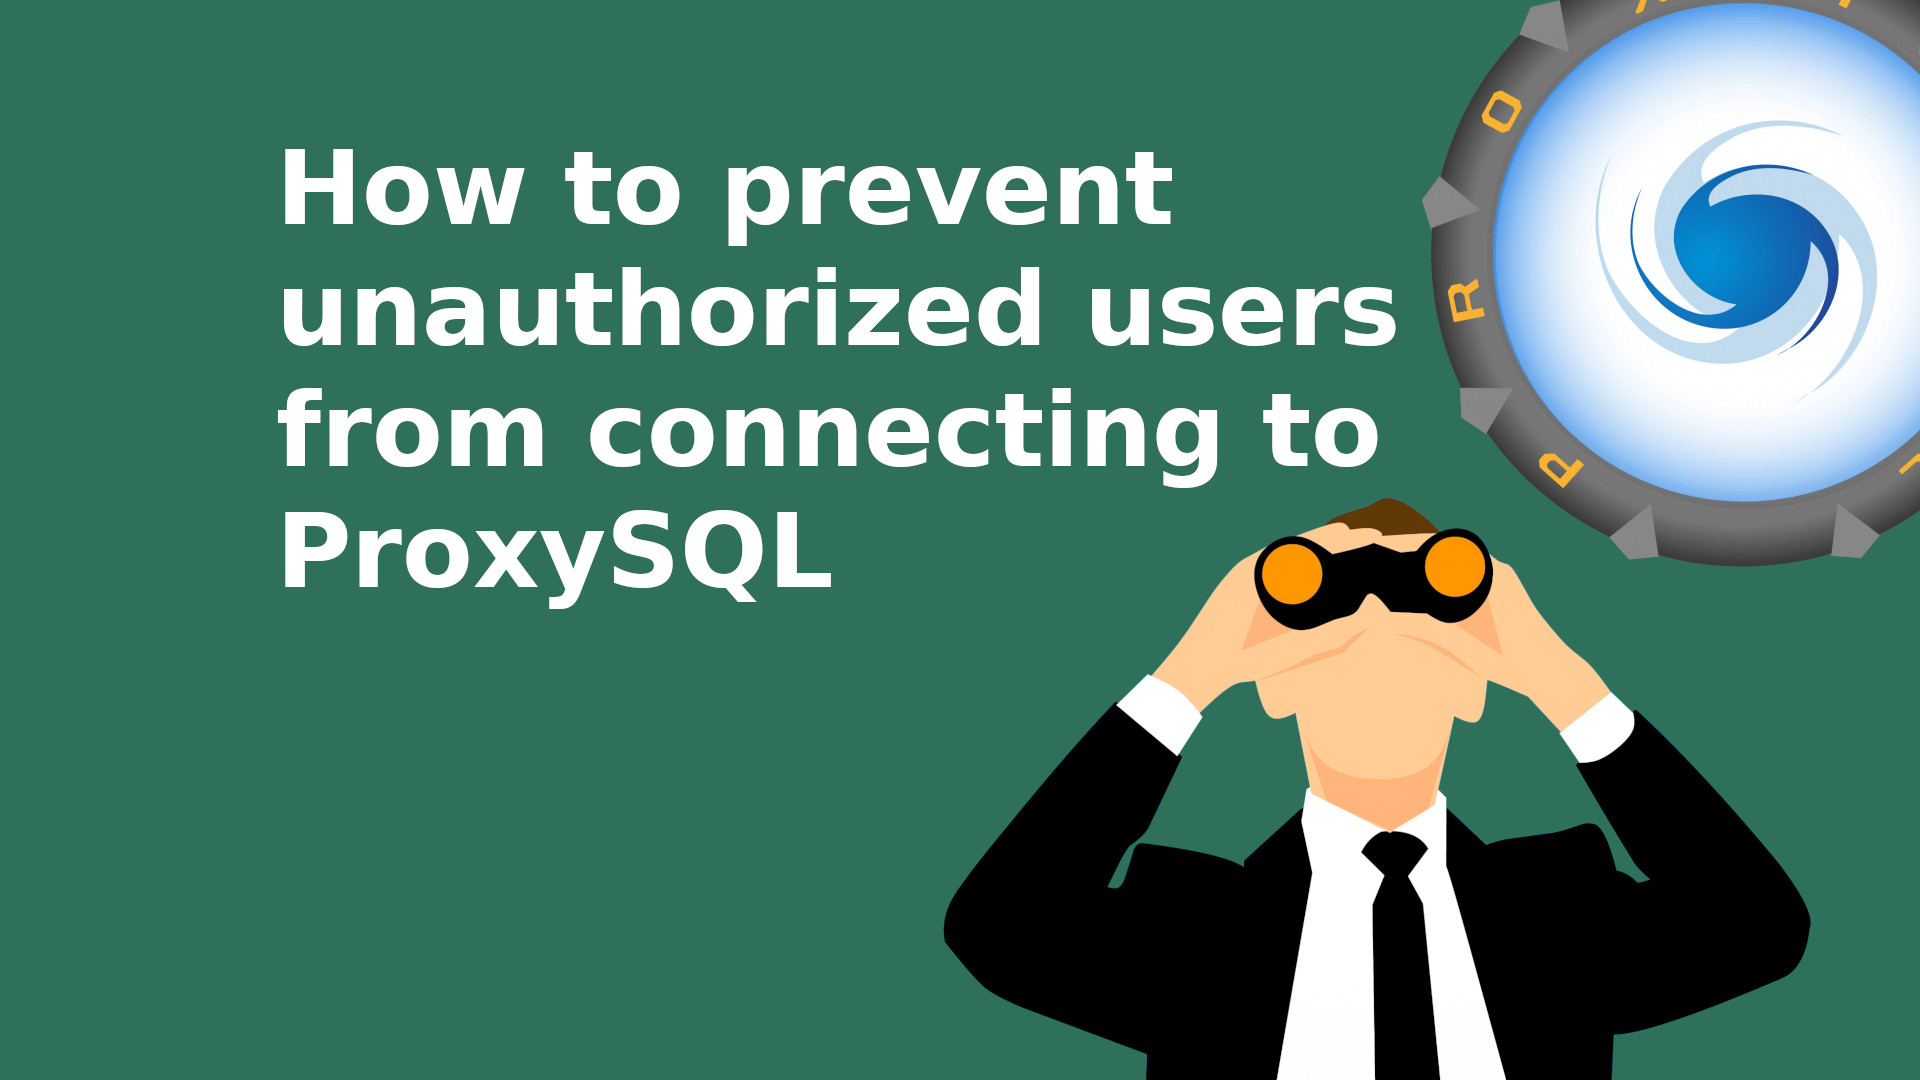 How to prevent
unauthorized users
from connecting to
ProxySQL
P R O X